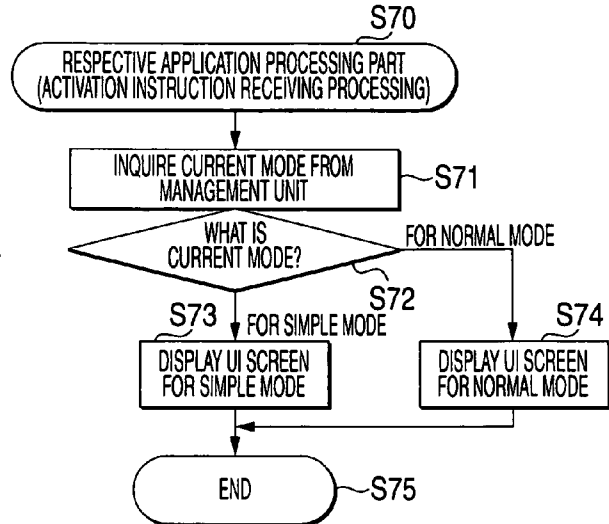 S70
RESPECTIVE APPLICATION PROCESSING PART
(ACTIVATION INSTRUCTION RECEIVING PROCESSING)
INQUIRE CURRENT MODE FROM
MANAGEMENT UNIT
S71
WHAT IS
CURRENT MODE?
FOR NORMAL MODE
S72
S73
FOR SIMPLE MODE
S74
DISPLAY UI SCREEN
FOR SIMPLE MODE
DISPLAY UI SCREEN
FOR NORMAL MODE
END
S75